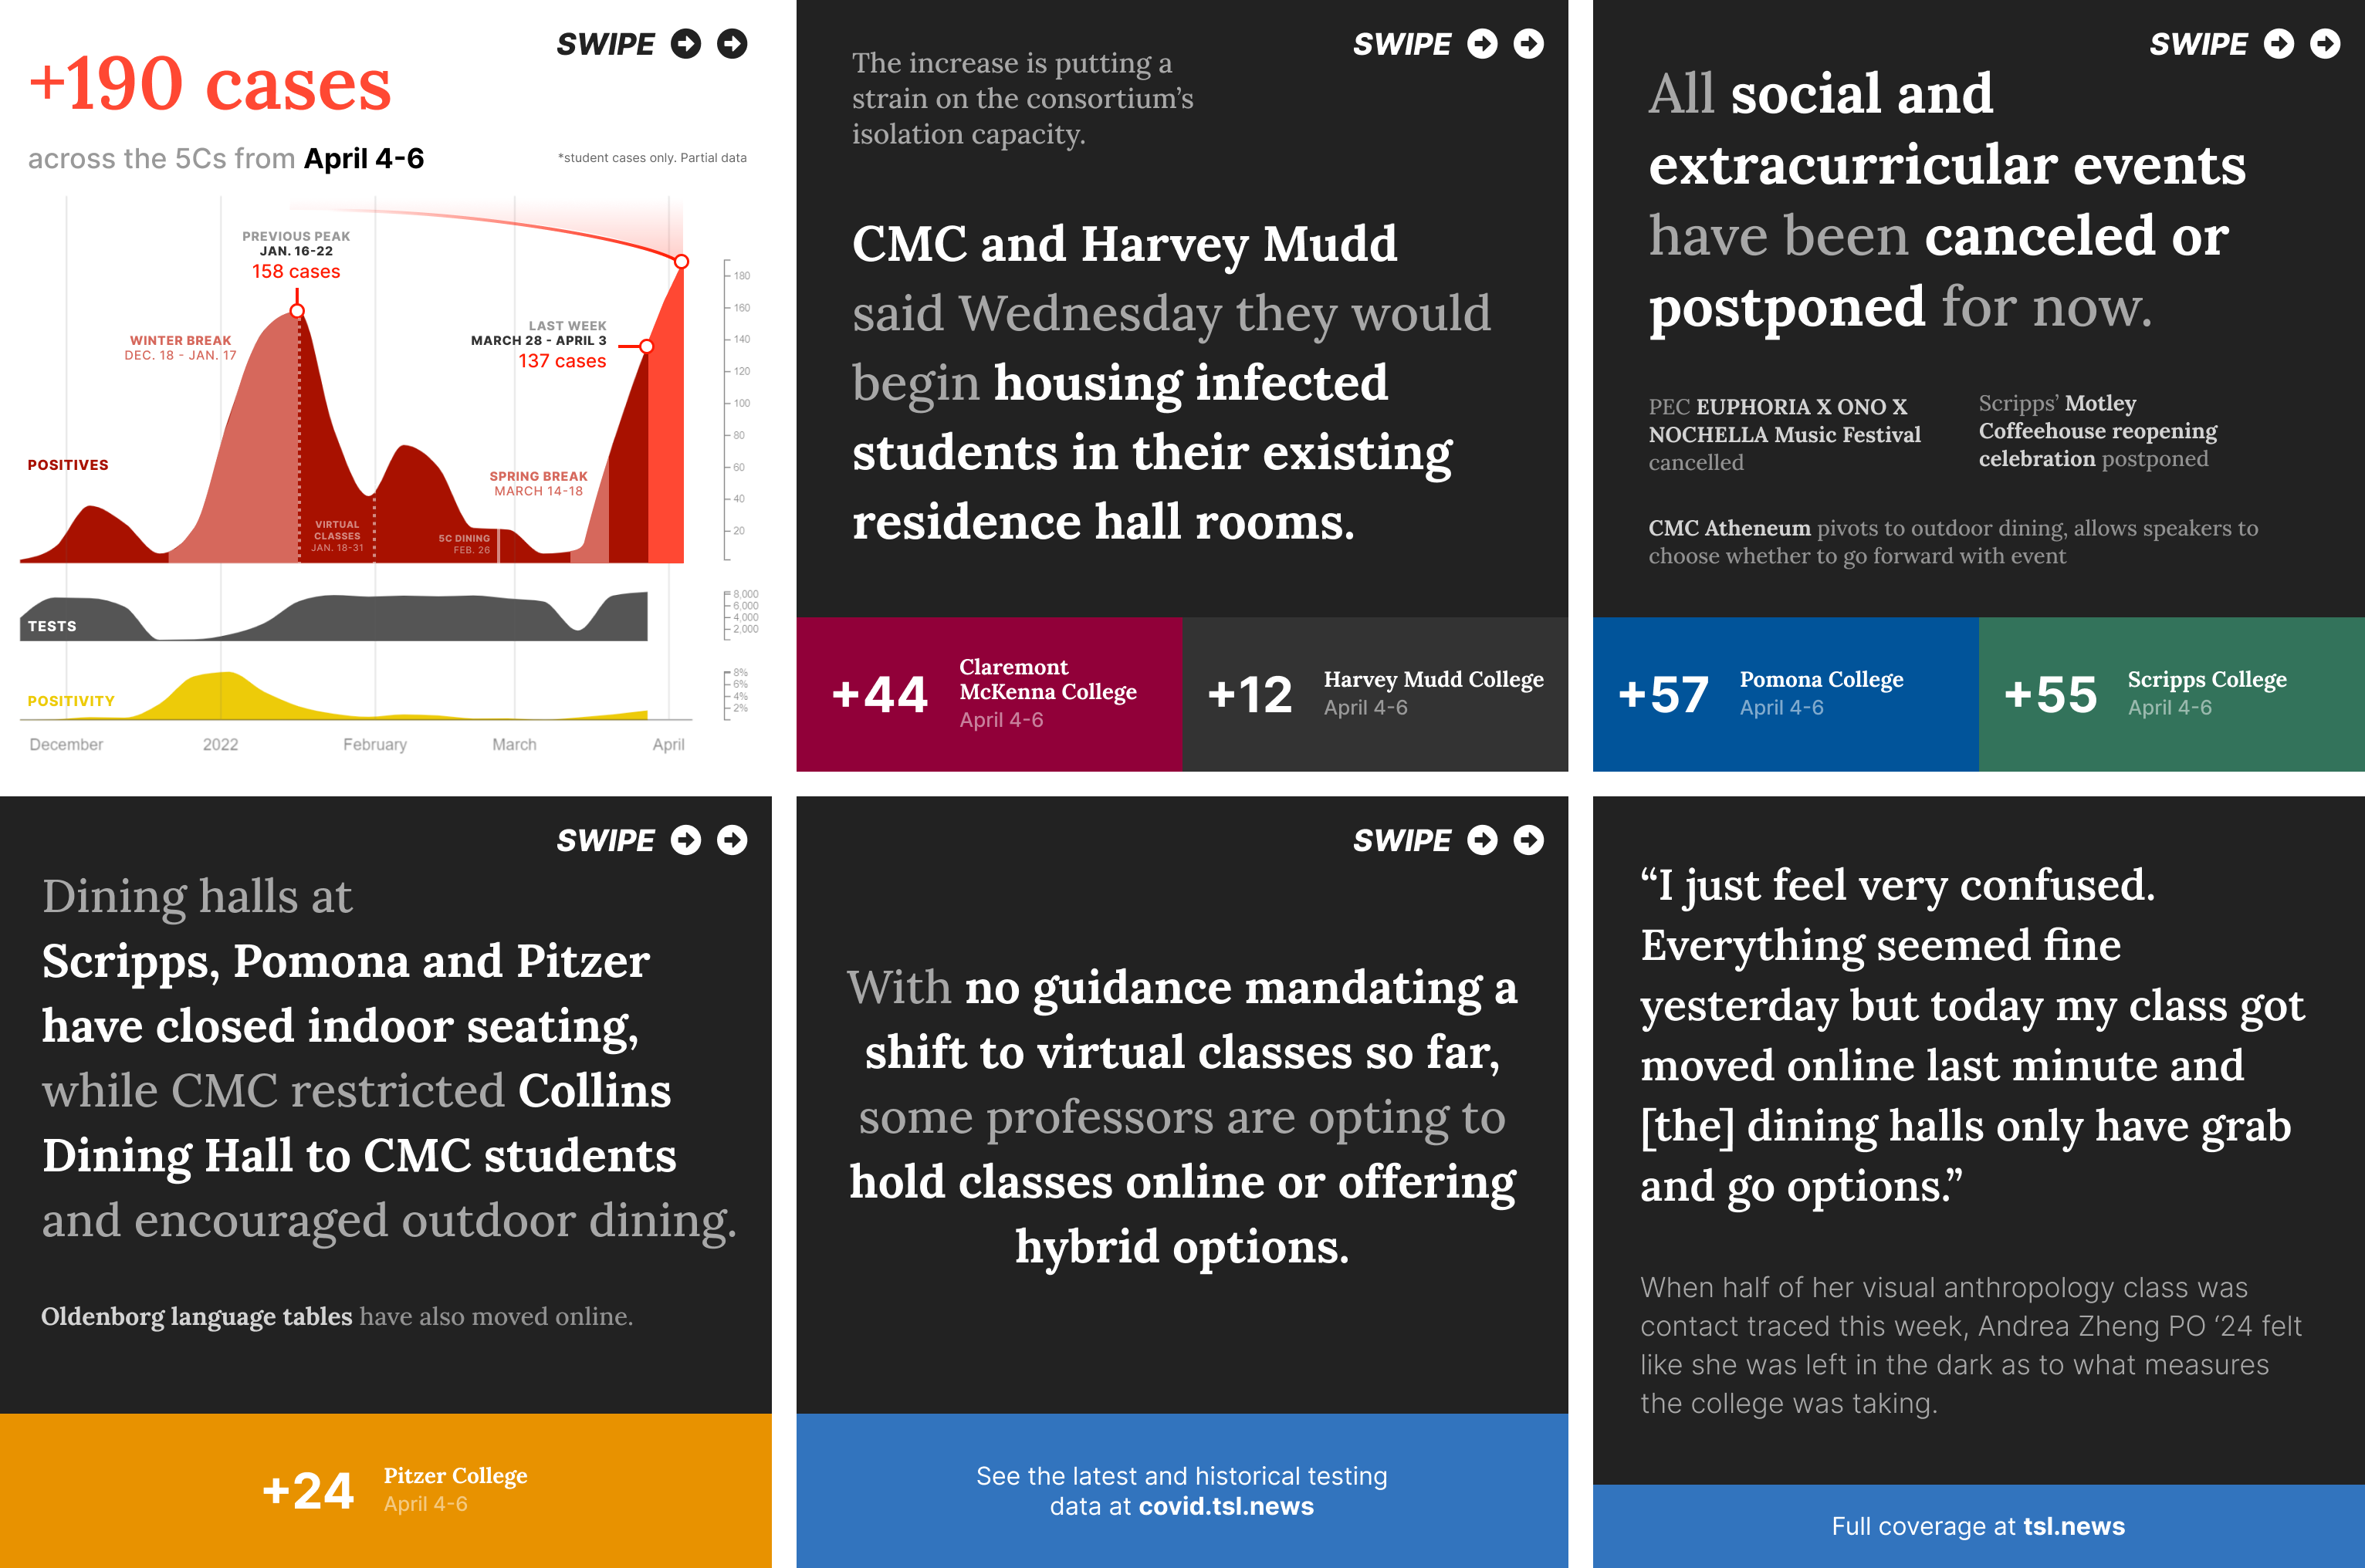 SWIPE
+190 cases
across the 5Cs from April 4-6
*student cases only. Partial data
PREVIOUS PEAK
JAN. 16-22
158 cases
WINTER BREAK
DEC. 18 - JAN. 17
LAST WEEK
MARCH 28 - APRIL 3
137 cases
POSITIVES
SPRING BREAK
MARCH 14-18
VIRTUAL
CLASSES
JAN. 18-31
5C DINING
FEB. 26
180
160
140
120
100
80
60
40
20
TESTS
8,000
6,000
4,000
2,000
POSITIVITY
8%
6%
4%
2%
December 2022 February March April
SWIPE
The increase is putting a
strain on the consortium’s
isolation capacity.
CMC and Harvey Mudd
said Wednesday they would
begin housing infected
students in their existing
residence hall rooms.
+44
Claremont
McKenna College
April 4-6
+12
Harvey Mudd College
April 4-6
SWIPE
All social and
extracurricular events
have been canceled or
postponed for now.
PEC EUPHORIA X ONO X
NOCHELLA Music Festival
cancelled
Scripps’ Motley
Coffeehouse reopening
celebration postponed
CMC Atheneum pivots to outdoor dining, allows speakers to
choose whether to go forward with event
+57
Pomona College
April 4-6
+55
Scripps College
April 4-6
SWIPE
Dining halls at
Scripps, Pomona and Pitzer
have closed indoor seating,
while CMC restricted Collins
Dining Hall to CMC students
and encouraged outdoor dining.
Oldenborg language tables have also moved online.
+24
Pitzer College
April 4-6
SWIPE
With no guidance mandating a
shift to virtual classes so far,
some professors are opting to
hold classes online or offering
hybrid options.
See the latest and historical testing
data at covid.tsl.news
“I just feel very confused.
Everything seemed fine
yesterday but today my class got
moved online last minute and
[the] dining halls only have grab
and go options.”
When half of her visual anthropology class was
contact traced this week, Andrea Zheng PO ‘24 felt
like she was left in the dark as to what measures
the college was taking.
Full coverage at tsl.news